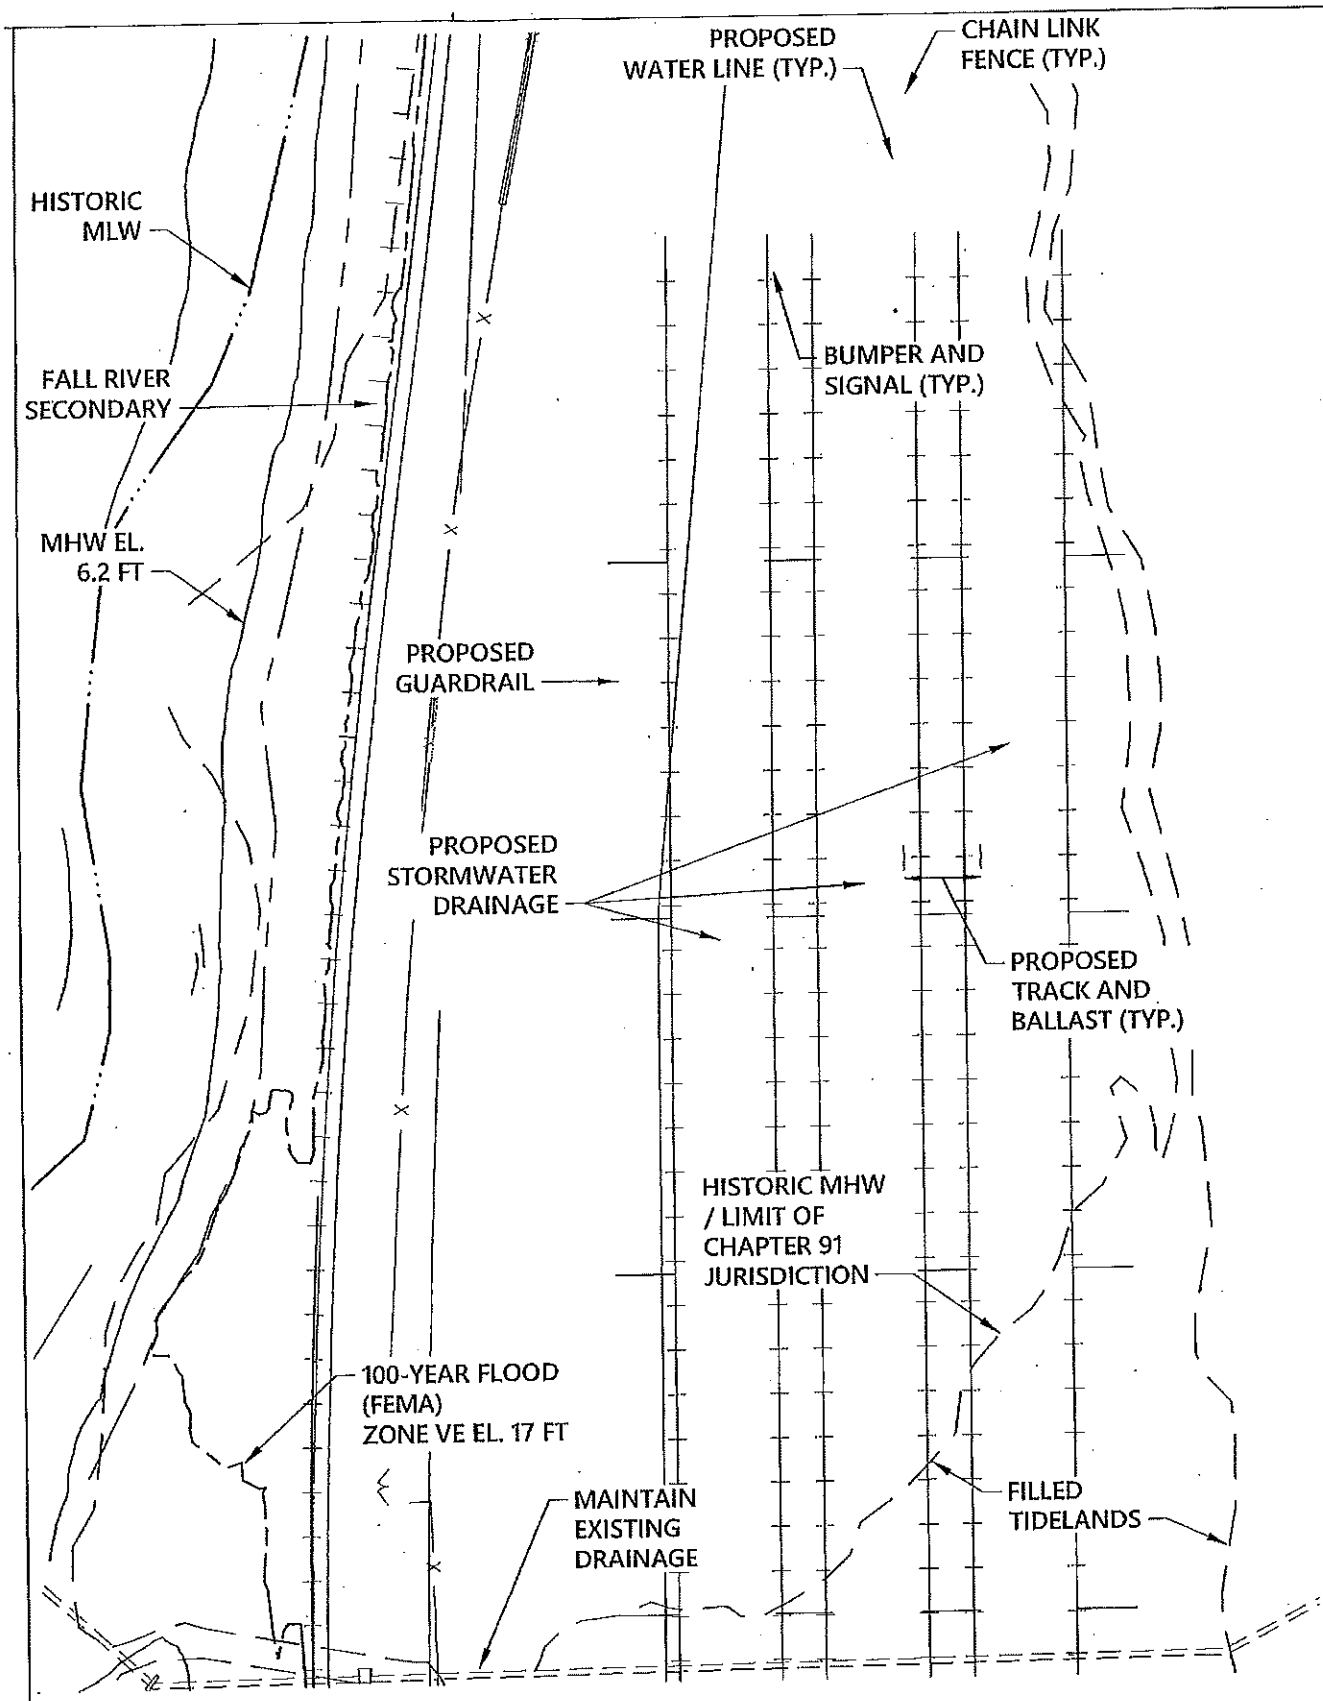 PROPOSED
WATER LINE (TYP.)
CHAIN LINK
FENCE (TYP.)
HISTORIC
MLW
BUMPER AND
SIGNAL (TYP.)
FALL RIVER
SECONDARY
MHW EL.
6.2 FT
PROPOSED
GUARDRAIL
PROPOSED
STORMWATER
DRAINAGE
PROPOSED
TRACK AND
BALLAST (TYP.)
HISTORIC MHW
/ LIMIT OF
CHAPTER 91
JURISDICTION
100-YEAR FLOOD
(FEMA)
ZONE VE EL. 17 FT
MAINTAIN
EXISTING
DRAINAGE
FILLED
TIDELANDS